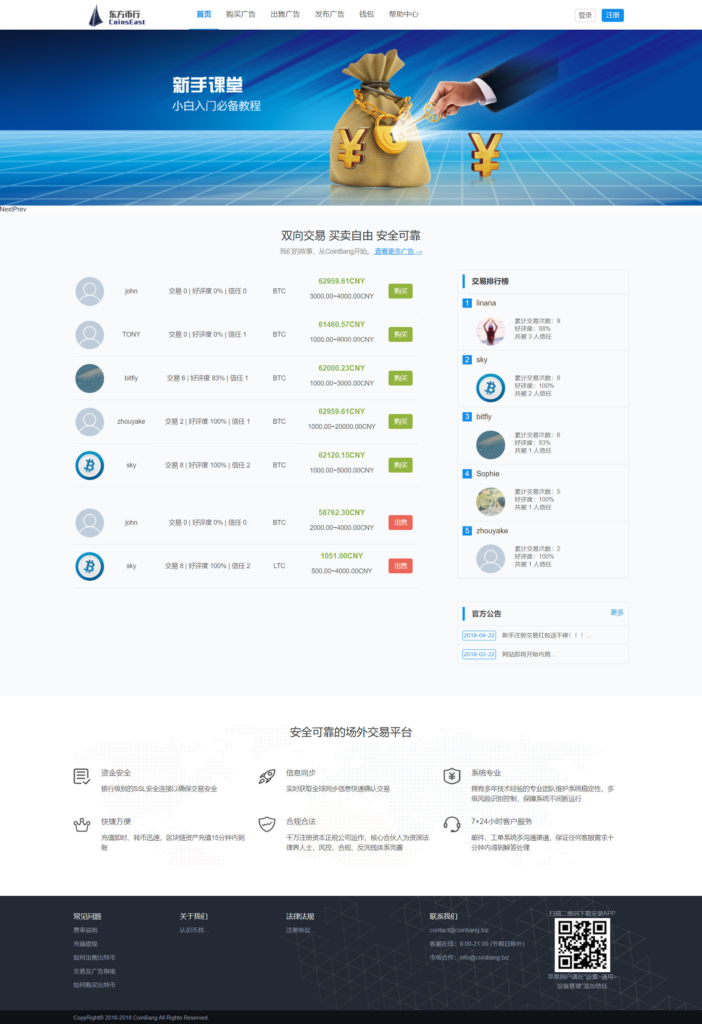 东方币行
CoinsEast
首页 购买广告 出售广告 发布广告 钱包 帮助中心
登录 注册
新手课堂
小白入门必备教程
NextPrev
双向交易 买卖自由 安全可靠
我们的故事，从CoinBang开始。 查看更多广告 →
john 交易 0 | 好评度 0% | 信任 0 BTC 62959.61CNY 3000.00~4000.00CNY 购买
TONY 交易 0 | 好评度 0% | 信任 1 BTC 61460.57CNY 1000.00~9000.00CNY 购买
bitfly 交易 6 | 好评度 83% | 信任 1 BTC 62000.23CNY 1000.00~3000.00CNY 购买
zhouyake 交易 2 | 好评度 100% | 信任 1 BTC 62959.61CNY 1000.00~20000.00CNY 购买
sky 交易 8 | 好评度 100% | 信任 2 BTC 62120.15CNY 1000.00~5000.00CNY 购买
john 交易 0 | 好评度 0% | 信任 0 BTC 58762.30CNY 2000.00~4000.00CNY 出售
sky 交易 8 | 好评度 100% | 信任 2 LTC 1051.00CNY 500.00~4000.00CNY 出售
交易排行榜
1 linana
累计交易次数：9
好评度：88%
共被 3 人信任
2 sky
累计交易次数：8
好评度：100%
共被 2 人信任
3 bitfly
累计交易次数：6
好评度：83%
共被 1 人信任
4 Sophie
累计交易次数：5
好评度：100%
共被 1 人信任
5 zhouyake
累计交易次数：2
好评度：100%
共被 1 人信任
官方公告 更多
2018-04-22 新手注册交易红包送不停！！！...
2018-03-22 网站即将开始内测...
安全可靠的场外交易平台
资金安全
银行级别的SSL安全连接以确保交易安全
信息同步
实时获取全球同步信息快速确认交易
系统专业
拥有多年技术经验的专业团队维护系统稳定性，多
级风险识别控制，保障系统不间断运行
快捷方便
充值即时、转币迅速，区块链资产充值15分钟内到
账
合规合法
千万注册资本正规公司运作，核心合伙人为资深法
律界人士，风控、合规、反洗钱体系完善
7×24小时客户服务
邮件、工单系统多沟通渠道，保证任何客服需求十
分钟内得到解答处理
常见问题
费率说明
充值提现
如何出售比特币
交易及广告指南
如何购买比特币
关于我们
认识币邦...
法律法规
注册协议
联系我们
contact@coinbang.biz
客服在线：9:00-21:00 (节假日除外)
市场合作：info@coinbang.biz
扫描二维码下载安装APP
苹果用户请在"设置>通用>
设备管理"添加信任
CopyRight© 2016-2018 CoinBang All Rights Reserved.